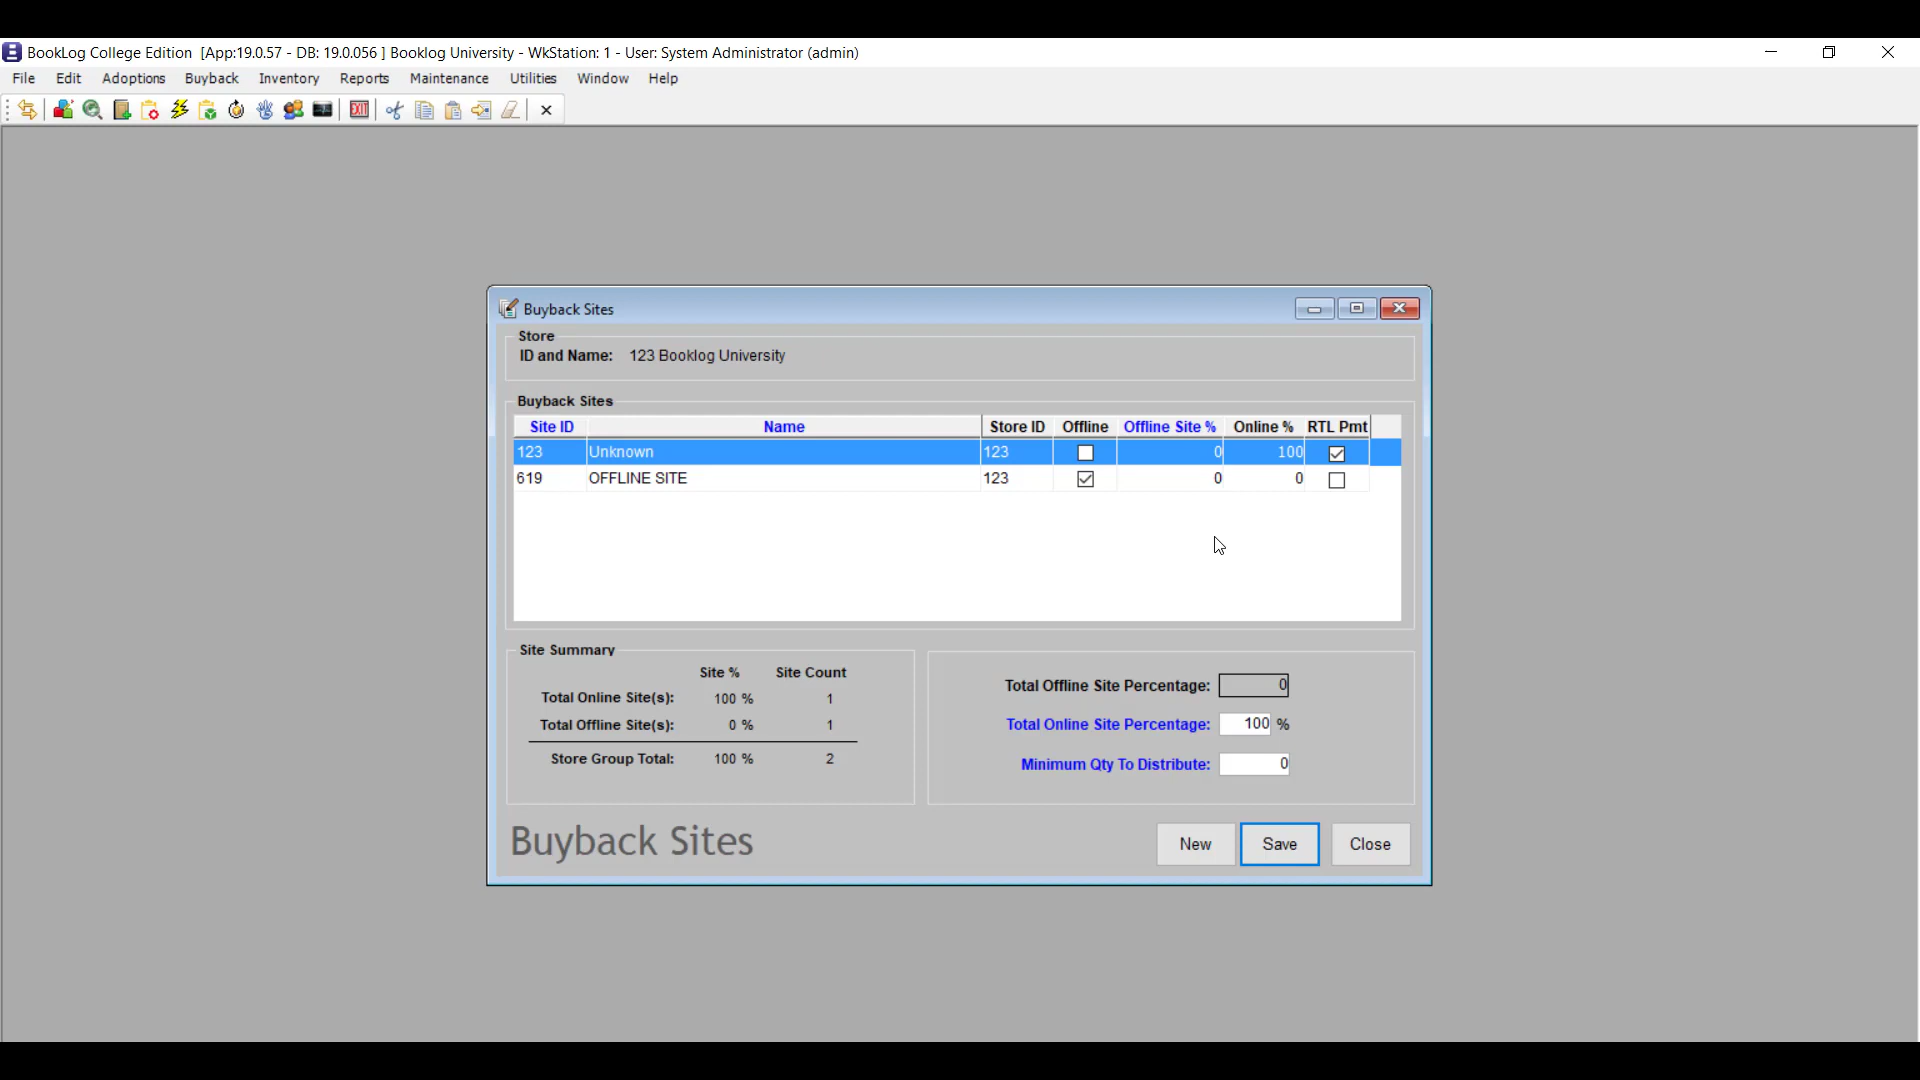 BookLog College Edition [App:19.0.57 - DB: 19.0.056 ] Booklog University - WkStation: 1 - User: System Administrator (admin)
File Edit Adoptions Buyback Inventory Reports Maintenance Utilities Window Help
EXIT
Buyback Sites
Store
ID and Name: 123 Booklog University
Buyback Sites
Site ID Name Store ID Offline Offline Site % Online % RTL Pmt
123 Unknown 123 0 100
619 OFFLINE SITE 123 0 0
Site Summary
Site % Site Count
Total Online Site(s): 100 % 1
Total Offline Site(s): 0 % 1
Store Group Total: 100 % 2
Total Offline Site Percentage: 0
Total Online Site Percentage: 100 %
Minimum Qty To Distribute: 0
Buyback Sites
New Save Close